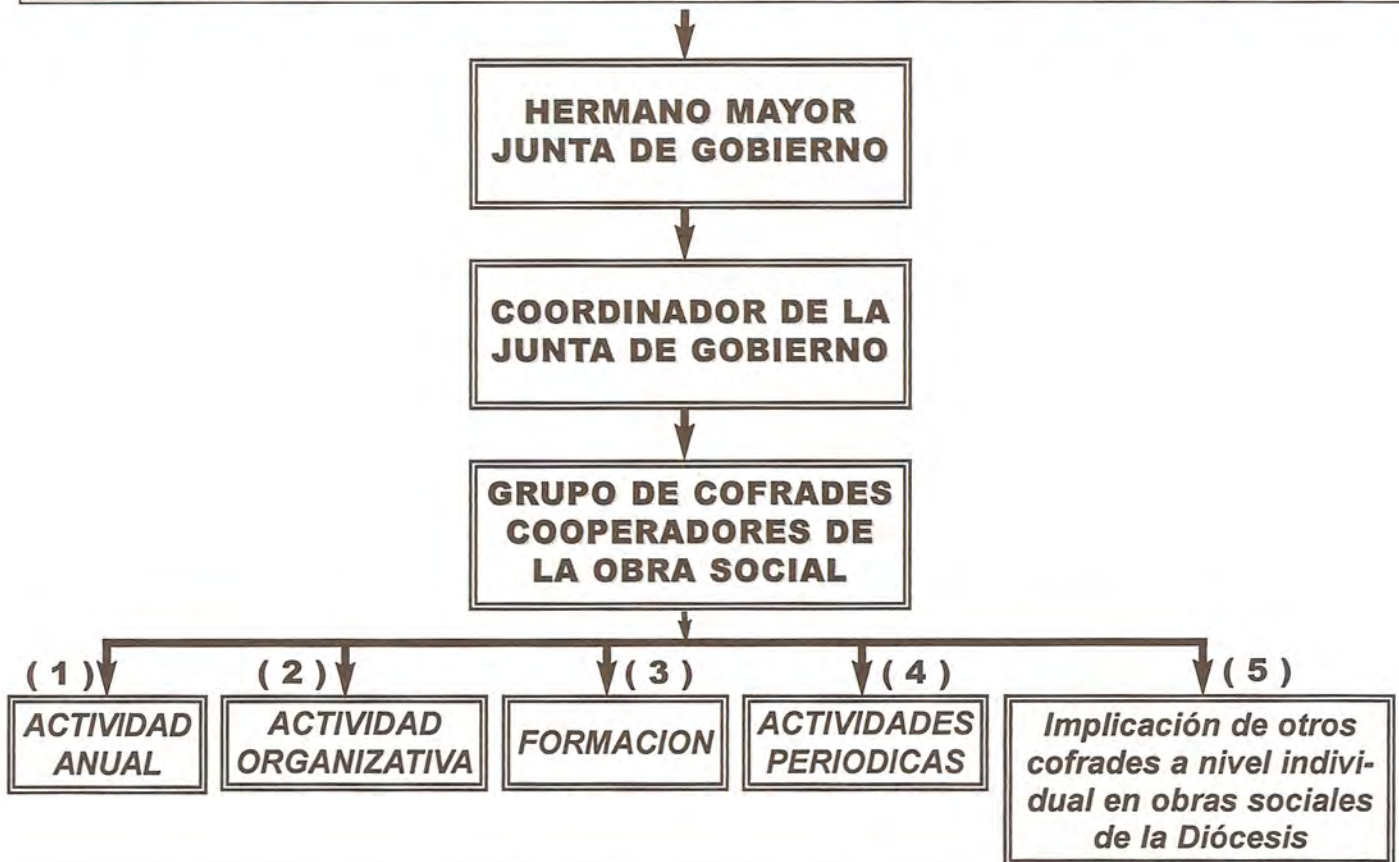 HERMANO MAYOR
JUNTA DE GOBIERNO
COORDINADOR DE LA
JUNTA DE GOBIERNO
GRUPO DE COFRADES
COOPERADORES DE
LA OBRA SOCIAL
( 1 )
ACTIVIDAD
ANUAL
( 2 )
ACTIVIDAD
ORGANIZATIVA
( 3 )
FORMACION
( 4 )
ACTIVIDADES
PERIODICAS
( 5 )
Implicación de otros
cofrades a nivel indivi-
dual en obras sociales
de la Diócesis